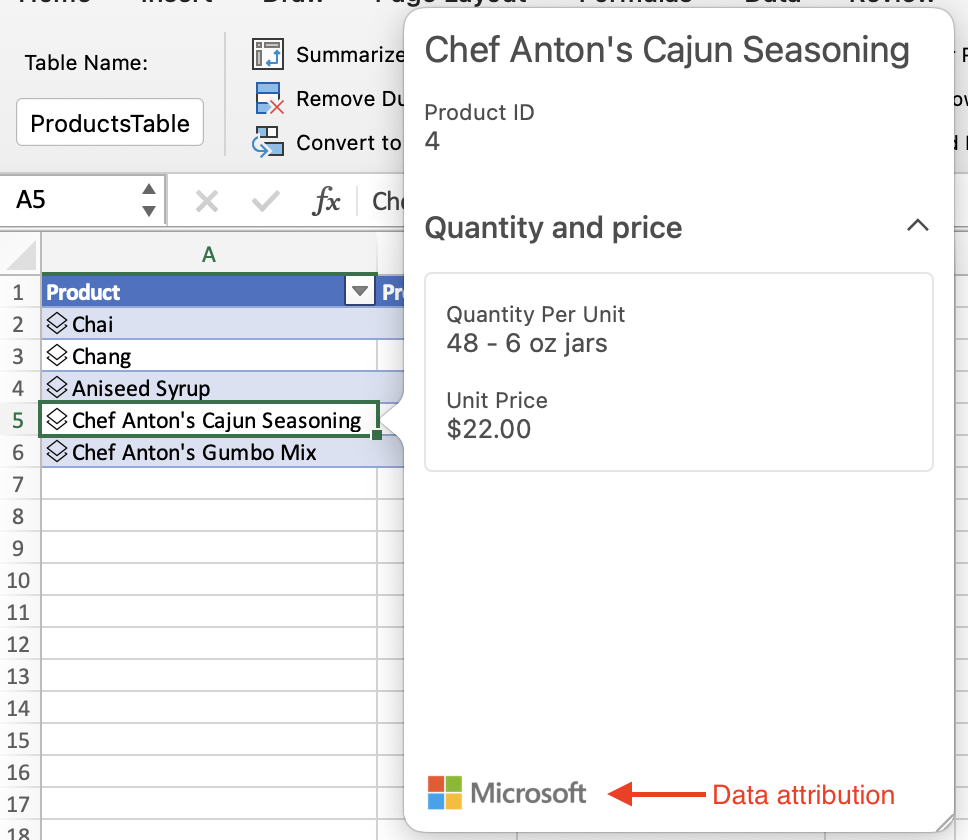 Table Name:
ProductsTable
Summarize
Remove Du
Convert to
A5
fx
Che
A
1 Product Pr
2 Chai
3 Chang
4 Aniseed Syrup
5 Chef Anton's Cajun Seasoning
6 Chef Anton's Gumbo Mix
7
8
9
10
11
12
13
14
15
16
17
18
Chef Anton's Cajun Seasoning
Product ID
4
Quantity and price
Quantity Per Unit
48 - 6 oz jars
Unit Price
$22.00
Microsoft
Data attribution